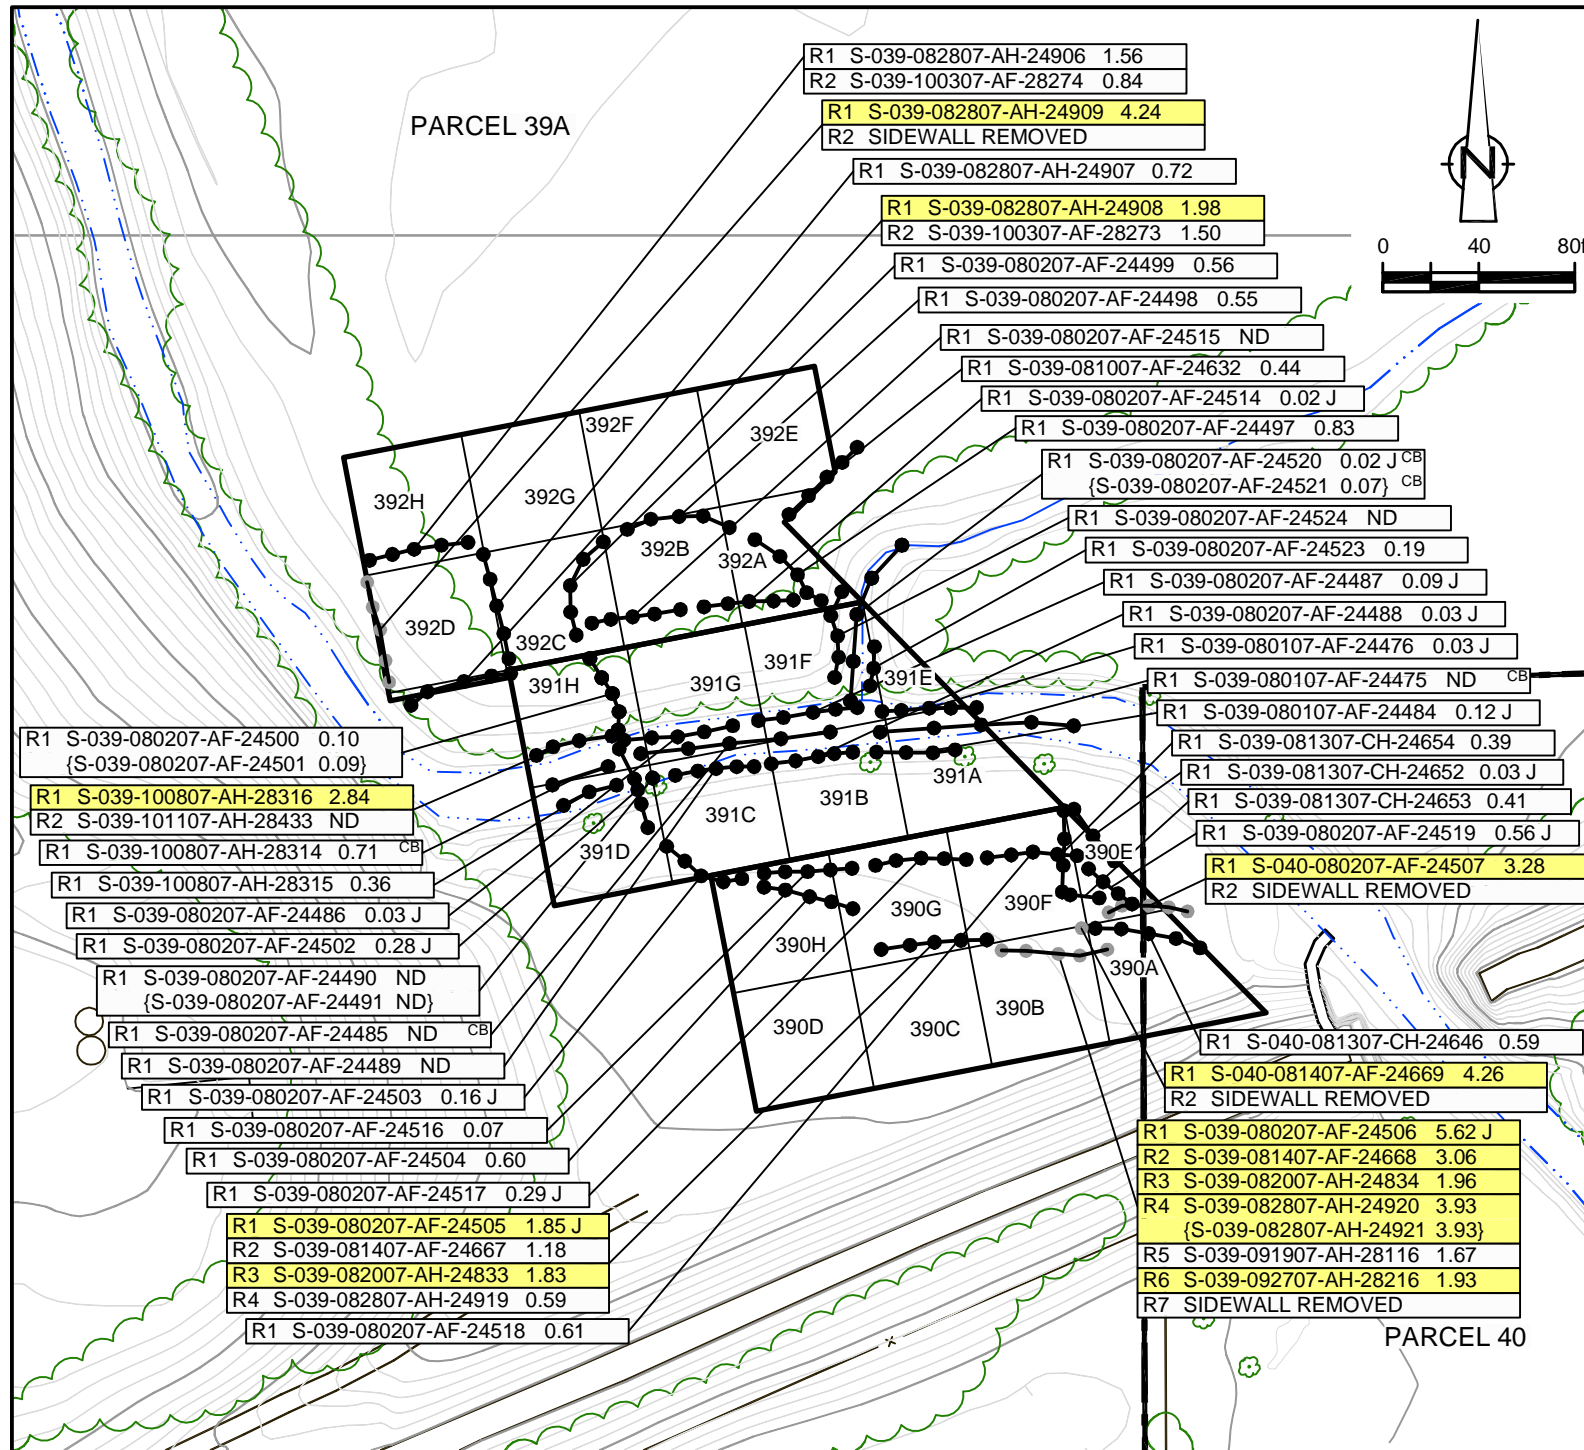 PARCEL 39A
R1 S-039-082807-AH-24906 1.56
R2 S-039-100307-AF-28274 0.84
R1 S-039-082807-AH-24909 4.24
R2 SIDEWALL REMOVED
R1 S-039-082807-AH-24907 0.72
R1 S-039-082807-AH-24908 1.98
R2 S-039-100307-AF-28273 1.50
R1 S-039-080207-AF-24499 0.56
R1 S-039-080207-AF-24498 0.55
R1 S-039-080207-AF-24515 ND
R1 S-039-081007-AF-24632 0.44
R1 S-039-080207-AF-24514 0.02 J
R1 S-039-080207-AF-24497 0.83
R1 S-039-080207-AF-24520 0.02 J CB
{S-039-080207-AF-24521 0.07} CB
R1 S-039-080207-AF-24524 ND
R1 S-039-080207-AF-24523 0.19
R1 S-039-080207-AF-24487 0.09 J
R1 S-039-080207-AF-24488 0.03 J
R1 S-039-080107-AF-24476 0.03 J
R1 S-039-080107-AF-24475 ND CB
R1 S-039-080107-AF-24484 0.12 J
R1 S-039-081307-CH-24654 0.39
R1 S-039-081307-CH-24652 0.03 J
R1 S-039-081307-CH-24653 0.41
R1 S-039-080207-AF-24519 0.56 J
R1 S-040-080207-AF-24507 3.28
R2 SIDEWALL REMOVED
N
0 40 80f
392F
392E
392H
392G
392B
392A
392D
392C
391F
391E
391H
391G
391A
391B
391C
391D
390E
390F
390G
390H
390A
390B
390C
390D
R1 S-039-080207-AF-24500 0.10
{S-039-080207-AF-24501 0.09}
R1 S-039-100807-AH-28316 2.84
R2 S-039-101107-AH-28433 ND
R1 S-039-100807-AH-28314 0.71 CB
R1 S-039-100807-AH-28315 0.36
R1 S-039-080207-AF-24486 0.03 J
R1 S-039-080207-AF-24502 0.28 J
R1 S-039-080207-AF-24490 ND
{S-039-080207-AF-24491 ND}
R1 S-039-080207-AF-24485 ND CB
R1 S-039-080207-AF-24489 ND
R1 S-039-080207-AF-24503 0.16 J
R1 S-039-080207-AF-24516 0.07
R1 S-039-080207-AF-24504 0.60
R1 S-039-080207-AF-24517 0.29 J
R1 S-039-080207-AF-24505 1.85 J
R2 S-039-081407-AF-24667 1.18
R3 S-039-082007-AH-24833 1.83
R4 S-039-082807-AH-24919 0.59
R1 S-039-080207-AF-24518 0.61
R1 S-040-081307-CH-24646 0.59
R1 S-040-081407-AF-24669 4.26
R2 SIDEWALL REMOVED
R1 S-039-080207-AF-24506 5.62 J
R2 S-039-081407-AF-24668 3.06
R3 S-039-082007-AH-24834 1.96
R4 S-039-082807-AH-24920 3.93
{S-039-082807-AH-24921 3.93}
R5 S-039-091907-AH-28116 1.67
R6 S-039-092707-AH-28216 1.93
R7 SIDEWALL REMOVED
PARCEL 40